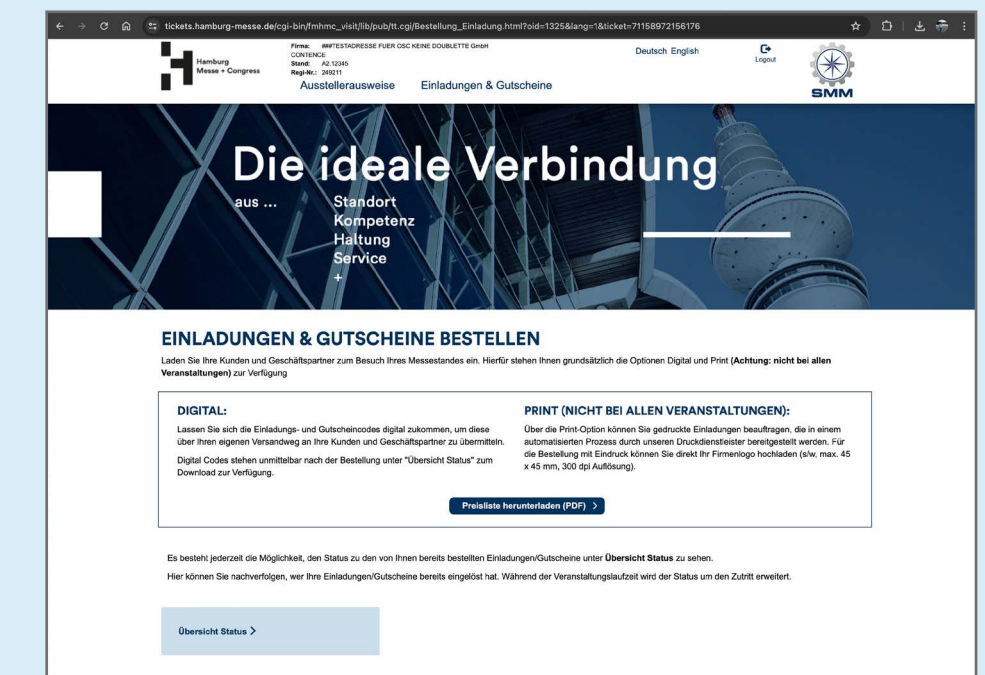 tickets.hamburg-messe.de/cgi-bin/fmhmc_visit/lib/pub/tt.cgi/Bestellung_Einladung.html?oid=1325&lang=1&ticket=71158972156176
Hamburg
Messe + Congress
Firma: ###TESTADRESSE FUER OSC KEINE DOUBLETTE GmbH
CONTENCE
Stand: A2.12345
Regi-Nr.: 249211
Deutsch English
Logout
SMM
Ausstellerausweise Einladungen & Gutscheine
Die ideale Verbindung
aus ... Standort
Kompetenz
Haltung
Service
+
EINLADUNGEN & GUTSCHEINE BESTELLEN
Laden Sie Ihre Kunden und Geschäftspartner zum Besuch Ihres Messestandes ein. Hierfür stehen Ihnen grundsätzlich die Optionen Digital und Print (Achtung: nicht bei allen
Veranstaltungen) zur Verfügung
DIGITAL:
Lassen Sie sich die Einladungs- und Gutscheincodes digital zukommen, um diese
über Ihren eigenen Versandweg an Ihre Kunden und Geschäftspartner zu übermitteln.
Digital Codes stehen unmittelbar nach der Bestellung unter "Übersicht Status" zum
Download zur Verfügung.
PRINT (NICHT BEI ALLEN VERANSTALTUNGEN):
Über die Print-Option können Sie gedruckte Einladungen beauftragen, die in einem
automatisierten Prozess durch unseren Druckdienstleister bereitgestellt werden. Für
die Bestellung mit Eindruck können Sie direkt Ihr Firmenlogo hochladen (s/w, max. 45
x 45 mm, 300 dpi Auflösung).
Preisliste herunterladen (PDF)
Es besteht jederzeit die Möglichkeit, den Status zu den von Ihnen bereits bestellten Einladungen/Gutscheine unter Übersicht Status zu sehen.
Hier können Sie nachverfolgen, wer Ihre Einladungen/Gutscheine bereits eingelöst hat. Während der Veranstaltungslaufzeit wird der Status um den Zutritt erweitert.
Übersicht Status